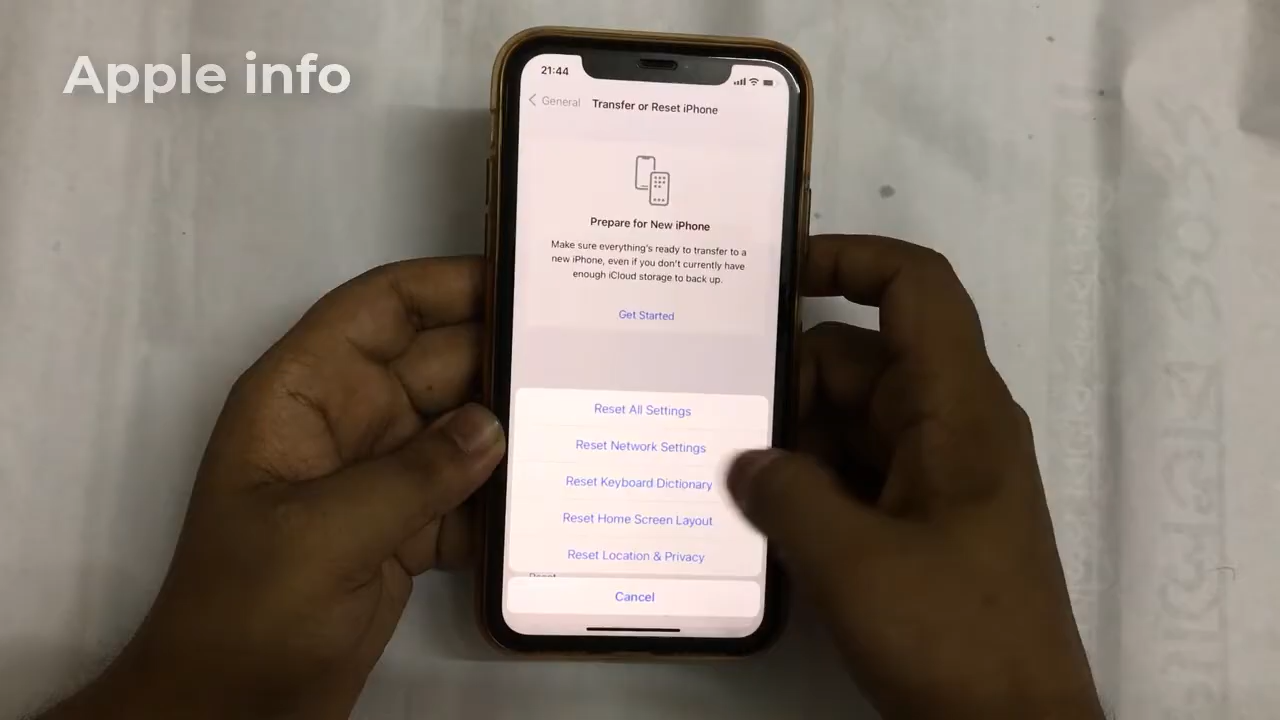 Apple info
21:44
General
Transfer or Reset iPhone
Prepare for New iPhone
Make sure everything's ready to transfer to a
new iPhone, even if you don't currently have
enough iCloud storage to back up.
Get Started
Reset All Settings
Reset Network Settings
Reset Keyboard Dictionary
Reset Home Screen Layout
Reset Location & Privacy
Reset
Cancel